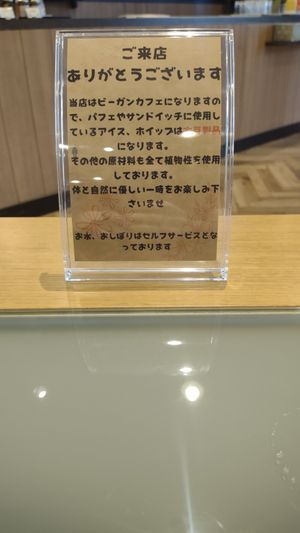 ご来店
ありがとうございます
当店はビーガンカフェになりますの
で、パフェやサンドイッチに使用し
ているアイス、ホイップは大豆製品
になります。
その他の原材料も全て植物性を使用
しております。
体と自然に優しい一時をお楽しみ下
さいませ
お水、おしぼりはセルフサービスとな
っております